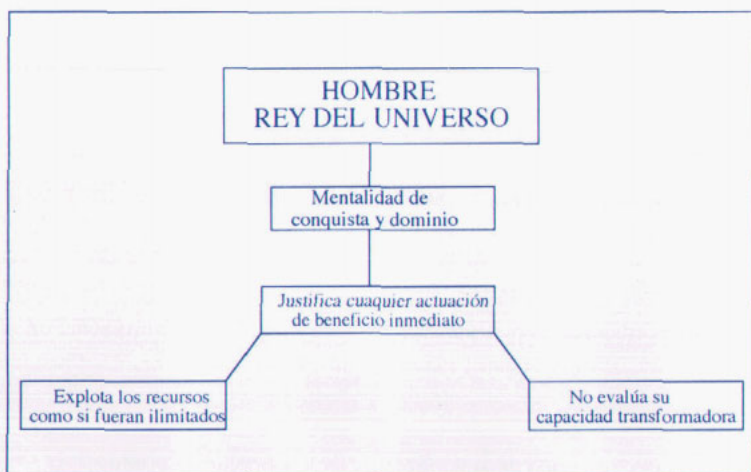 HOMBRE
REY DEL UNIVERSO
Mentalidad de
conquista y dominio
Justifica cuaquier actuación
de beneficio inmediato
Explota los recursos
como si fueran ilimitados
No evalúa su
capacidad transformadora